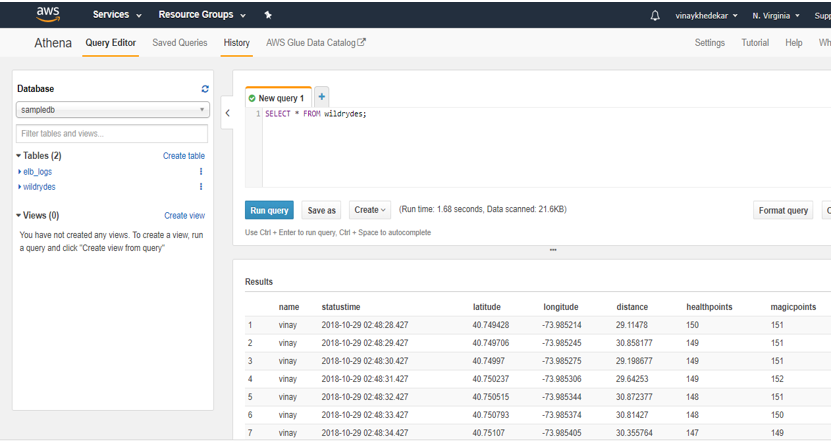 aws Services Resource Groups vinaykhedekar N. Virginia Supp
Athena Query Editor Saved Queries History AWS Glue Data Catalog Settings Tutorial Help Wh
Database
sampledb
Filter tables and views...
Tables (2) Create table
elb_logs
wildrydes
Views (0) Create view
You have not created any views. To create a view, run
a query and click "Create view from query"
New query 1 +
1 SELECT * FROM wildrydes;
Run query Save as Create (Run time: 1.68 seconds, Data scanned: 21.6KB) Format query C
Use Ctrl + Enter to run query, Ctrl + Space to autocomplete
Results
name statustime latitude longitude distance healthpoints magicpoints
1 vinay 2018-10-29 02:48:28.427 40.749428 -73.985214 29.11478 150 151
2 vinay 2018-10-29 02:48:29.427 40.749706 -73.985245 30.858177 149 151
3 vinay 2018-10-29 02:48:30.427 40.74997 -73.985275 29.198677 149 151
4 vinay 2018-10-29 02:48:31.427 40.750237 -73.985306 29.64253 149 152
5 vinay 2018-10-29 02:48:32.427 40.750515 -73.985344 30.872377 148 151
6 vinay 2018-10-29 02:48:33.427 40.750793 -73.985374 30.81427 148 150
7 vinay 2018-10-29 02:48:34.427 40.75107 -73.985405 30.355764 147 149